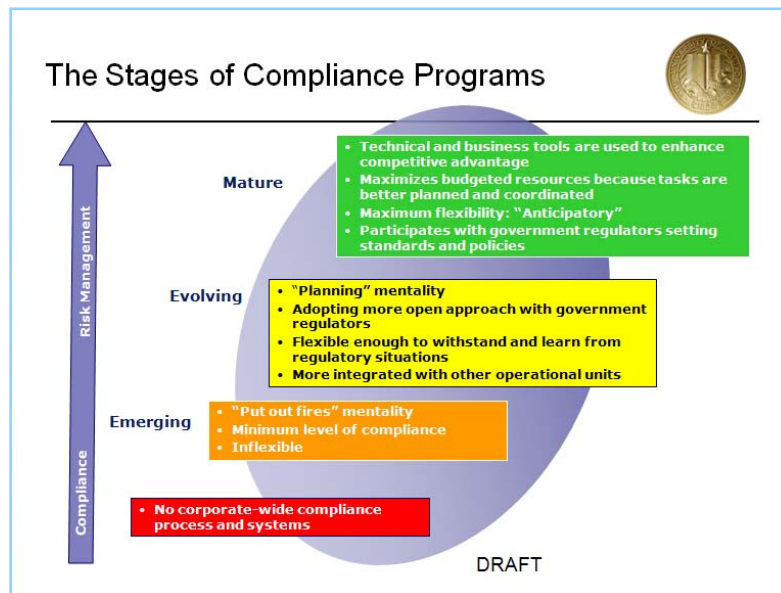 The Stages of Compliance Programs
Risk Management
Compliance
Mature
• Technical and business tools are used to enhance
competitive advantage
• Maximizes budgeted resources because tasks are
better planned and coordinated
• Maximum flexibility: “Anticipatory”
• Participates with government regulators setting
standards and policies
Evolving
• “Planning” mentality
• Adopting more open approach with government
regulators
• Flexible enough to withstand and learn from
regulatory situations
• More integrated with other operational units
Emerging
• “Put out fires” mentality
• Minimum level of compliance
• Inflexible
• No corporate-wide compliance
process and systems
DRAFT